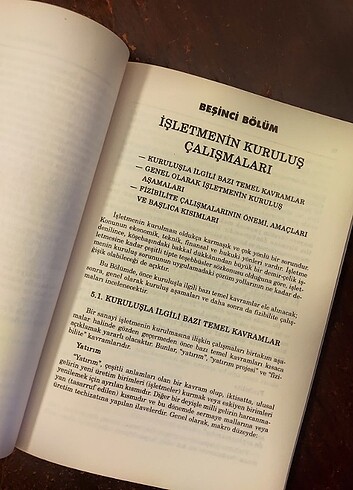 BEŞİNCİ BÖLÜM
İŞLETMENİN KURULUŞ
ÇALIŞMALARI
— KURULUŞLA İLGİLİ BAZI TEMEL KAVRAMLAR
— GENEL OLARAK İŞLETMENİN KURULUŞ
AŞAMALARI
— FIZIBILITE ÇALIŞMALARININ ÖNEMİ, AMAÇLARI
VE BAŞLICA KISIMLARI
İşletmenin kurulması oldukça karmaşık ve çok yönlü bir sorundur.
Konunun ekonomik, teknik, finansal ve hukuki yönleri vardır. İşletme
denilince, köşebaşındaki bakkal dükkânından büyük bir demir-çelik iş-
letmesine kadar çeşitli tipte teşebbüsler sözkonusu olduğuna göre, işlet-
menin kuruluş sorununun uygulamadaki çözüm yollarının ne kadar de-
ğişik olabileceği de açıktır.
Bu Bölümde, önce kuruluşla ilgili bazı temel kavramlar ele alınacak;
sonra, genel olarak kuruluş aşamaları ve daha sonra da fizibilite çalış-
maları incelenecektir.
5.1. KURULUŞLA İLGİLİ BAZI TEMEL KAVRAMLAR
Bir sanayi işletmenin kurulmasına ilişkin çalışmaları birtakım aşa-
malar halinde gözden geçirmeden önce bazı temel kavramları kısaca
açıklamak yararlı olacaktır. Bunlar, "yatırım", "yatırım projesi" ve "fizi-
bilite" kavramlarıdır.
Yatırım
"Yatırım", çeşitli anlamları olan bir kavram olup, iktisatta, ulusal
gelirin yeni üretim birimleri (işletmeler) kurmak veya eskiyen birimleri
yenilemek için ayrılan kısmıdır. Diğer bir deyişle milli gelirin harcanma-
yan (tasarruf edilen) kısmıdır ve bu dönemde sermaye mallarına veya
üretim techizatına yapılan ilavelerdir. Genel olarak, makro düzeyde: